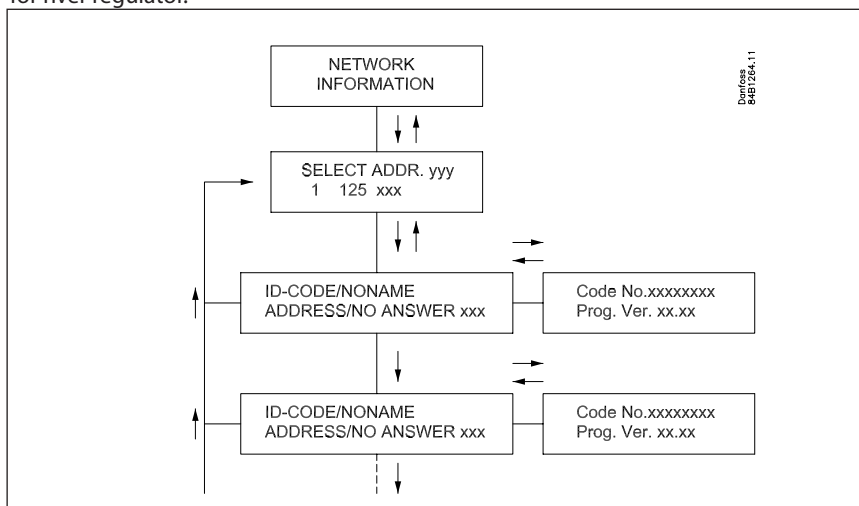 for hver regulator.
NETWORK
INFORMATION
Danfoss
84B1264.11
SELECT ADDR. yyy
1 125 xxx
ID-CODE/NONAME
ADDRESS/NO ANSWER xxx
Code No.xxxxxxxx
Prog. Ver. xx.xx
ID-CODE/NONAME
ADDRESS/NO ANSWER xxx
Code No.xxxxxxxx
Prog. Ver. xx.xx